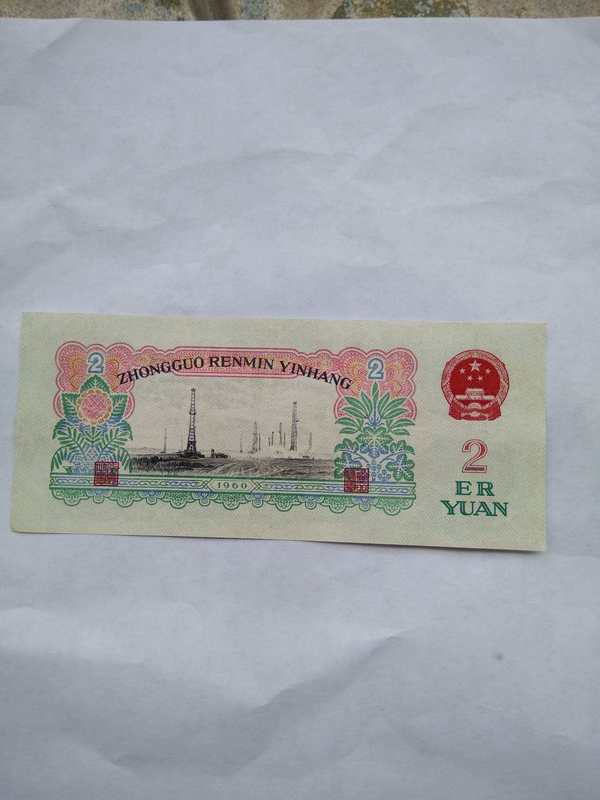 2
2
ZHONGGUO RENMIN YINHANG
1960
2
ER
YUAN